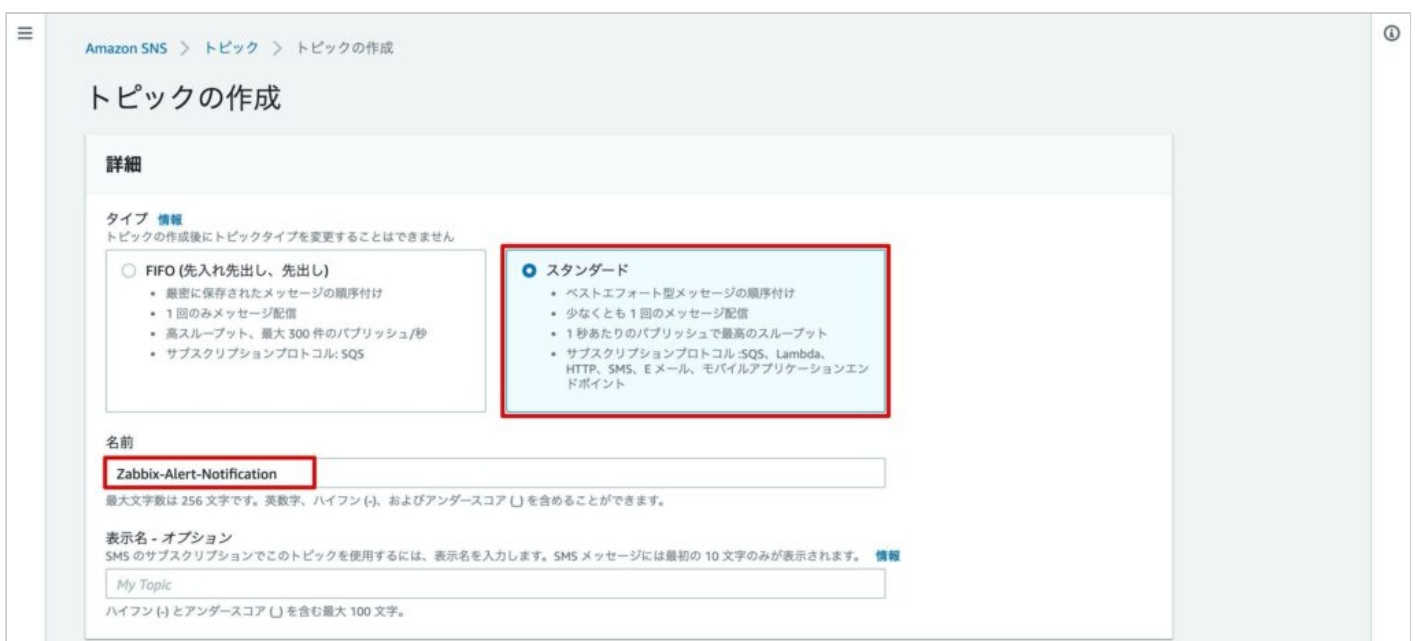 Amazon SNS > トピック > トピックの作成
トピックの作成
詳細
タイプ 情報
トピックの作成後にトピックタイプを変更することはできません
FIFO (先入れ先出し、先出し)
• 厳密に保存されたメッセージの順序付け
• 1 回のみメッセージ配信
• 高スループット、最大 300 件のパブリッシュ/秒
• サブスクリプションプロトコル: SQS
スタンダード
• ベストエフォート型メッセージの順序付け
• 少なくとも 1 回のメッセージ配信
• 1 秒あたりのパブリッシュで最高のスループット
• サブスクリプションプロトコル :SQS、Lambda、
HTTP、SMS、E メール、モバイルアプリケーションエン
ドポイント
名前
Zabbix-Alert-Notification
最大文字数は 256 文字です。英数字、ハイフン (-)、およびアンダースコア (_) を含めることができます。
表示名 - オプション
SMS のサブスクリプションでこのトピックを使用するには、表示名を入力します。SMS メッセージには最初の 10 文字のみが表示されます。 情報
My Topic
ハイフン (-) とアンダースコア (_) を含む最大 100 文字。